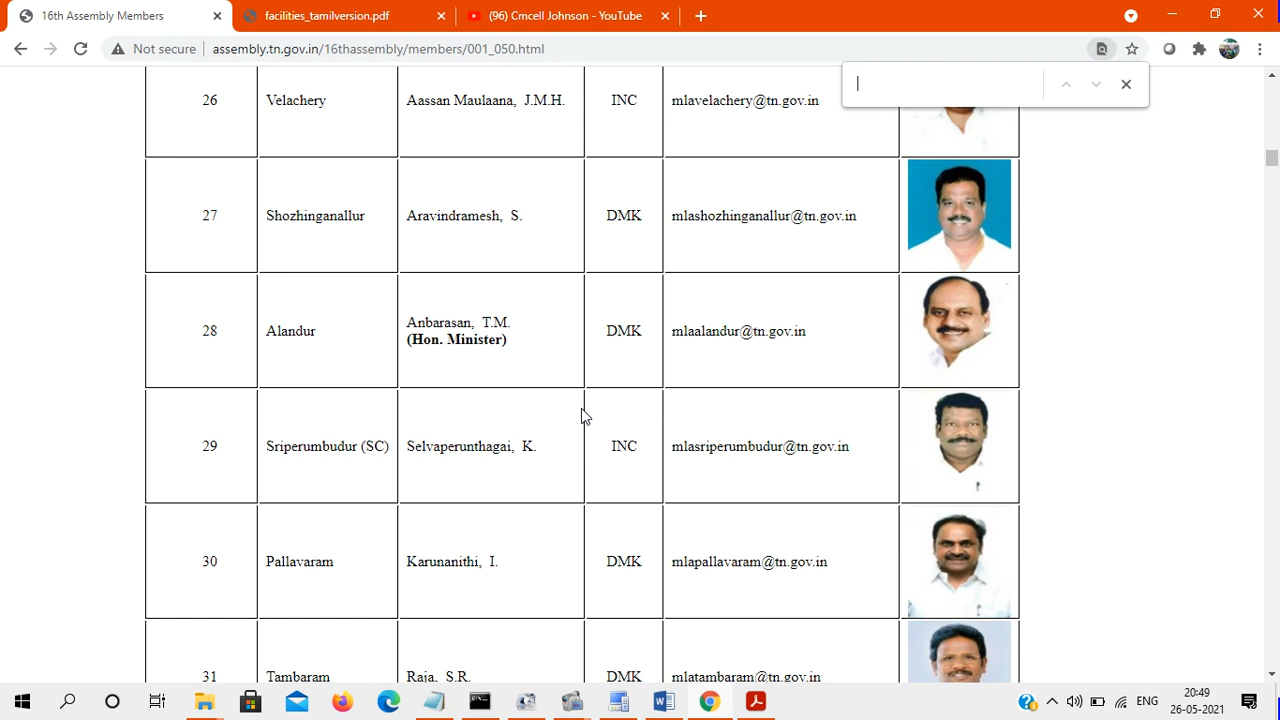 16th Assembly Members
facilities_tamilversion.pdf
(96) Cmcell Johnson - YouTube
Not secure
assembly.tn.gov.in/16thassembly/members/001_050.html
26 Velachery Aassan Maulaana, J.M.H. INC mlavelachery@tn.gov.in
27 Shozhinganallur Aravindramesh, S. DMK mlashozhinganallur@tn.gov.in
28 Alandur Anbarasan, T.M. DMK mlaalandur@tn.gov.in
(Hon. Minister)
29 Sriperumbudur (SC) Selvaperunthagai, K. INC mlasriperumbudur@tn.gov.in
30 Pallavaram Karunanithi, I. DMK mlapallavaram@tn.gov.in
31 Tambaram Raja, S.R. DMK mlatambaram@tn.gov.in
ENG
20:49
26-05-2021